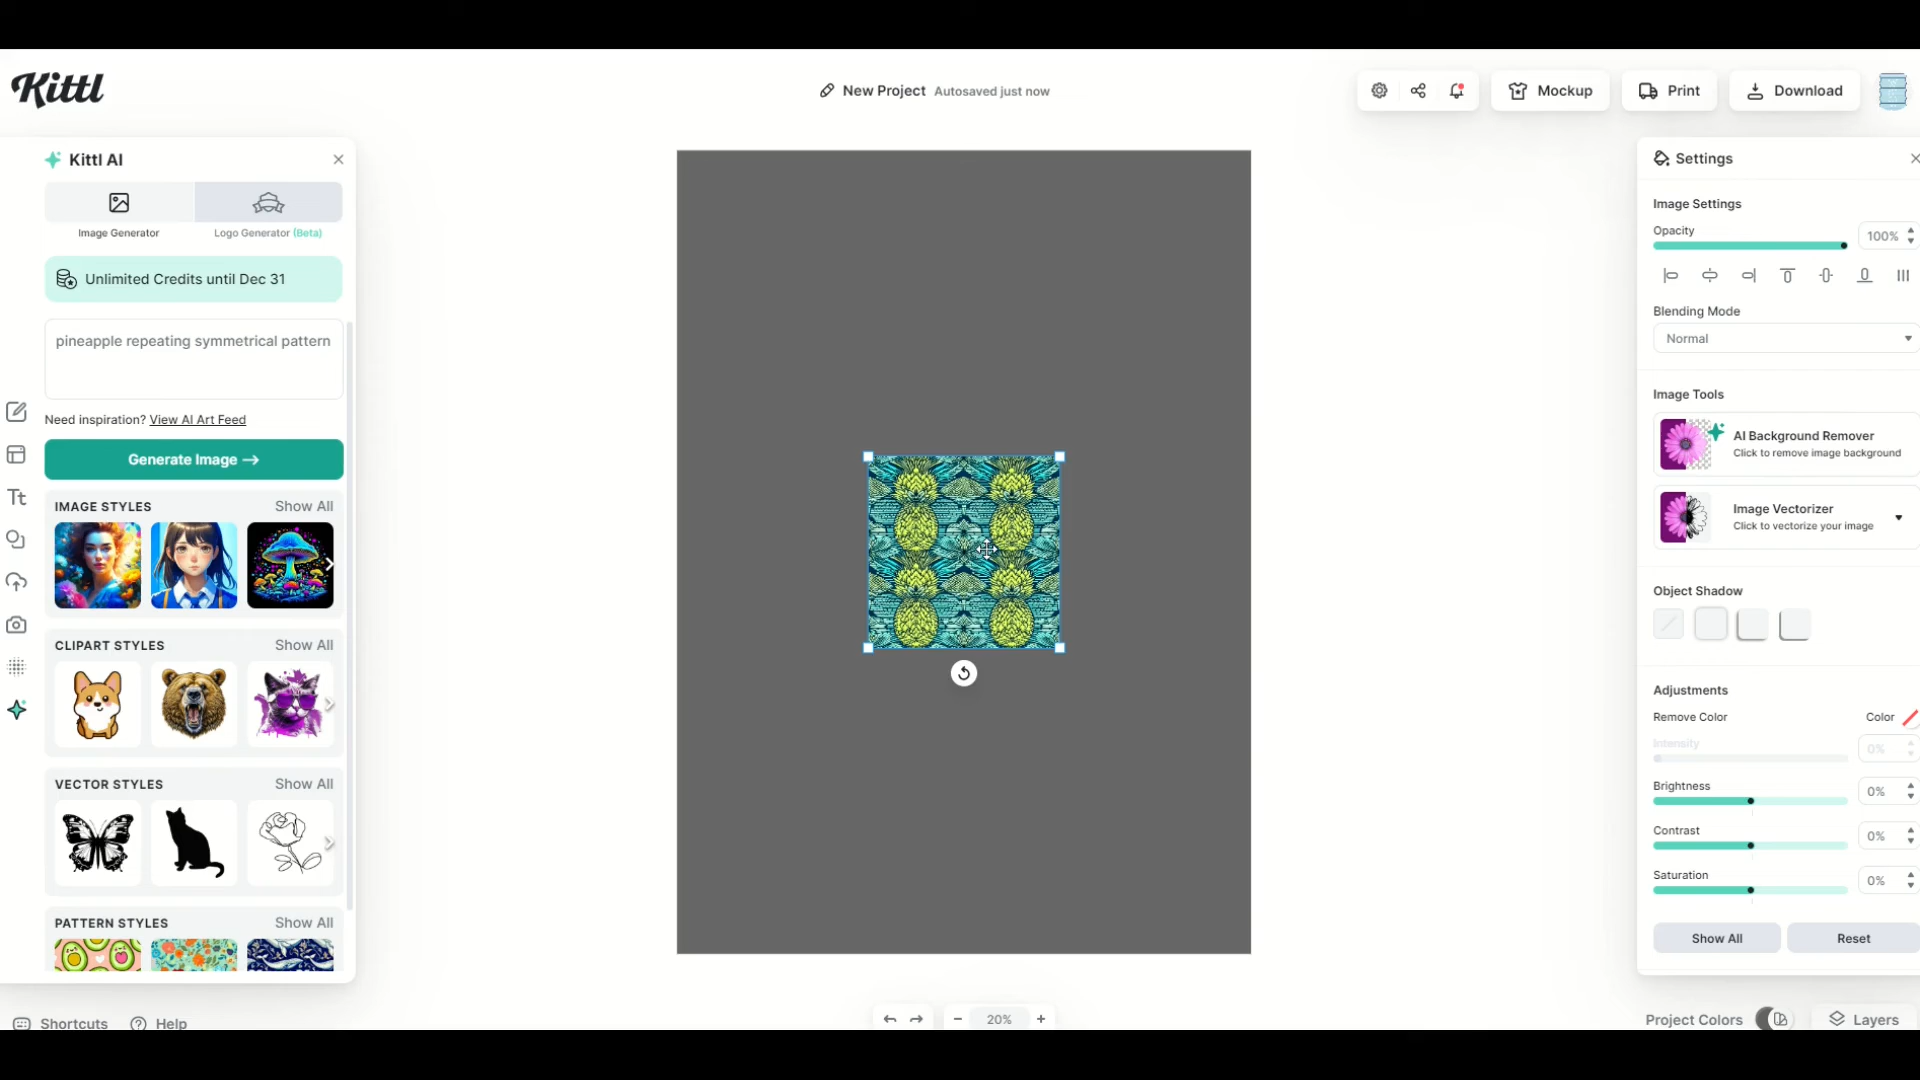 Kittl
New Project Autosaved just now
Mockup
Print
Download
Kittl AI
Image Generator
Logo Generator (Beta)
Unlimited Credits until Dec 31
pineapple repeating symmetrical pattern
Need inspiration? View AI Art Feed
Generate Image →
IMAGE STYLES
Show All
CLIPART STYLES
Show All
VECTOR STYLES
Show All
PATTERN STYLES
Show All
Tt
Shortcuts
Help
20%
Settings
Image Settings
Opacity
100%
Blending Mode
Normal
Image Tools
AI Background Remover
Click to remove image background
Image Vectorizer
Click to vectorize your image
Object Shadow
Adjustments
Remove Color
Color
Intensity
0%
Brightness
0%
Contrast
0%
Saturation
0%
Show All
Reset
Project Colors
Layers